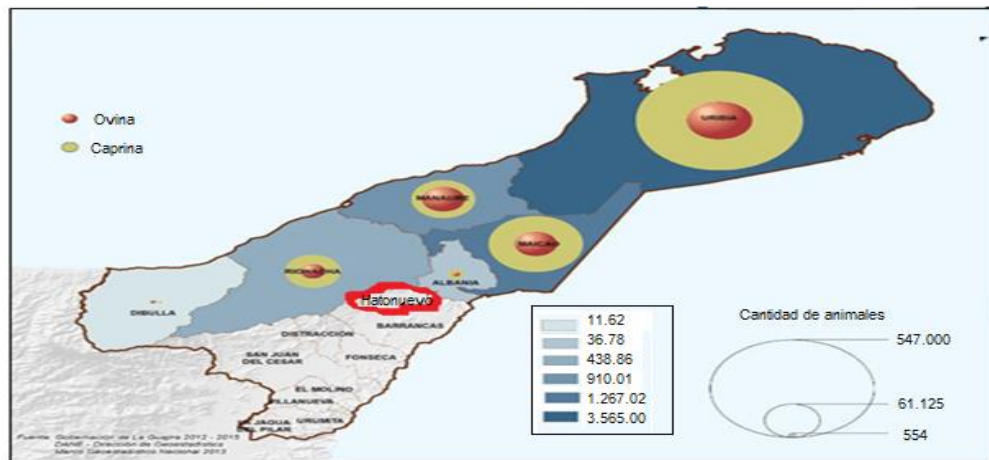 Ovina
Caprina
URIBIA
MANAURE
MAICAO
RIOHACHA
ALBANIA
Hatonuevo
DIBULLA
DISTRACCIÓN
BARRANCAS
SAN JUAN
DEL CESAR
FONSECA
EL MOLINO
VILLANUEVA
LA JAGUA
DEL PILAR
URUMITA
11.62
36.78
438.86
910.01
1.267.02
3.565.00
Cantidad de animales
547.000
61.125
554
Fuente: Gobernación de La Guajira 2012 - 2015
DANE - Dirección de Geoestadística
Marco Geoestadístico Nacional 2013